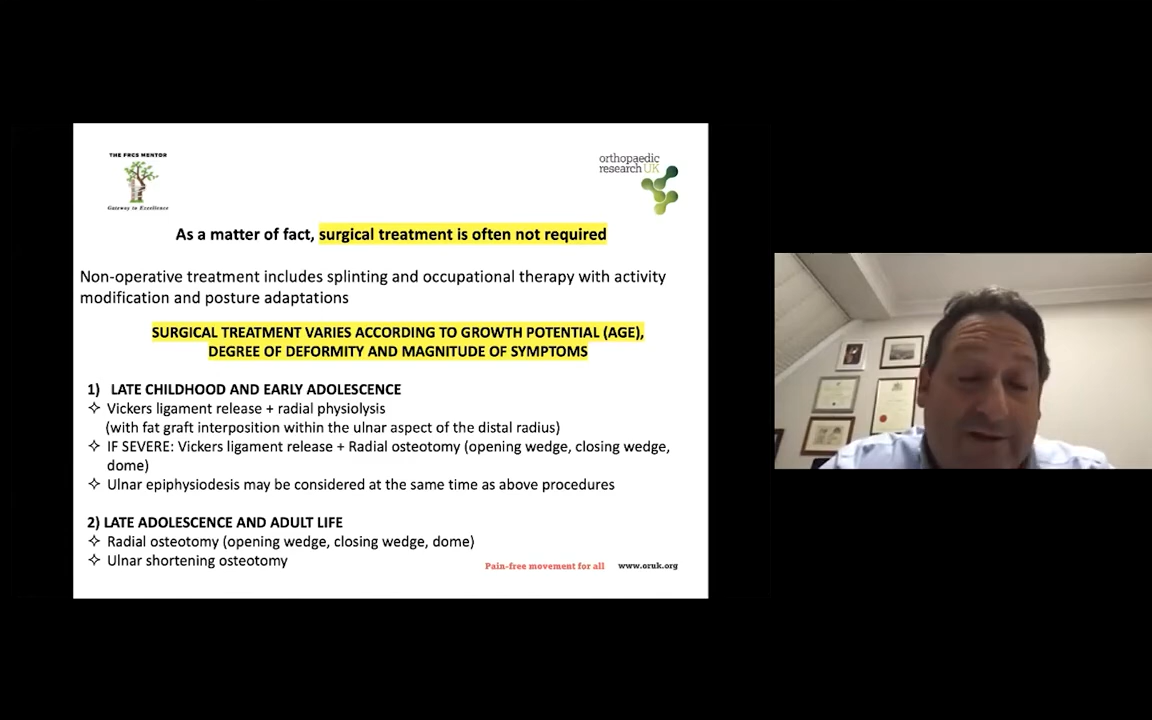 THE FRCS MENTOR
Gateway to Excellence
orthopaedic
research UK
As a matter of fact, surgical treatment is often not required
Non-operative treatment includes splinting and occupational therapy with activity
modification and posture adaptations
SURGICAL TREATMENT VARIES ACCORDING TO GROWTH POTENTIAL (AGE),
DEGREE OF DEFORMITY AND MAGNITUDE OF SYMPTOMS
1) LATE CHILDHOOD AND EARLY ADOLESCENCE
✧ Vickers ligament release + radial physiolysis
(with fat graft interposition within the ulnar aspect of the distal radius)
✧ IF SEVERE: Vickers ligament release + Radial osteotomy (opening wedge, closing wedge,
dome)
✧ Ulnar epiphysiodesis may be considered at the same time as above procedures
2) LATE ADOLESCENCE AND ADULT LIFE
✧ Radial osteotomy (opening wedge, closing wedge, dome)
✧ Ulnar shortening osteotomy
Pain-free movement for all www.oruk.org